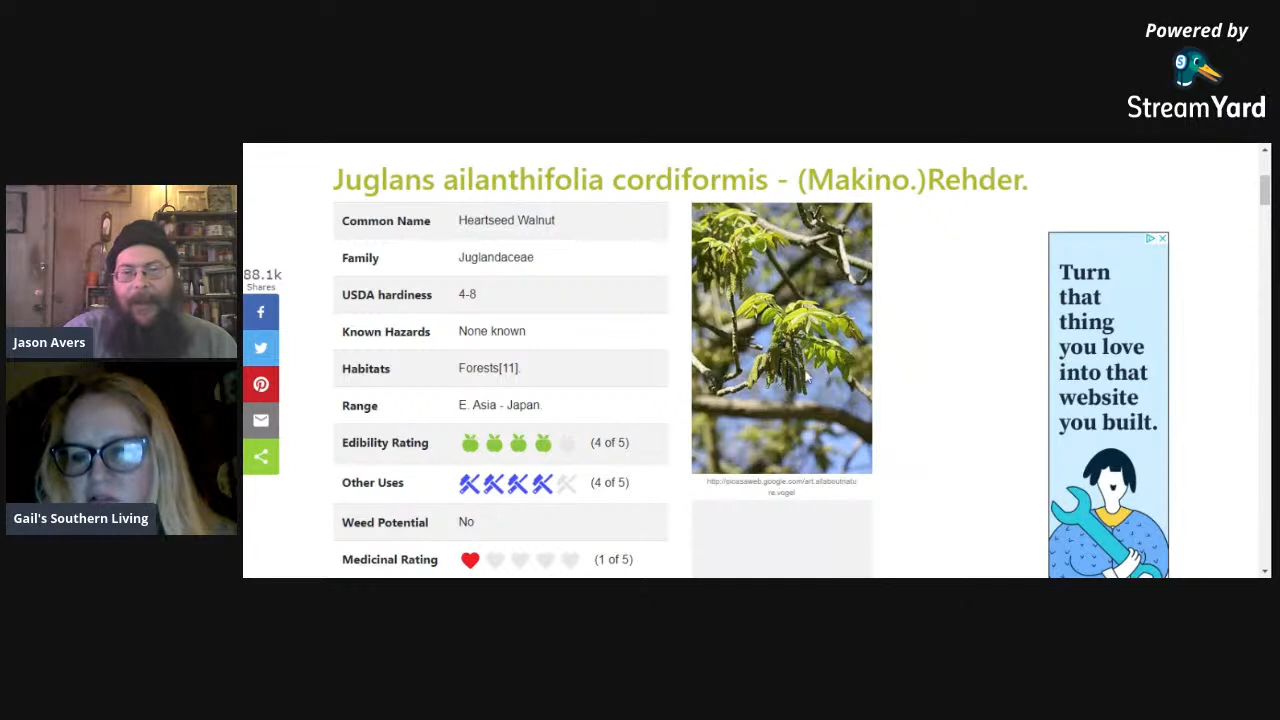 Powered by
StreamYard
Juglans ailanthifolia cordiformis - (Makino.)Rehder.
Common Name Heartseed Walnut
Family Juglandaceae
USDA hardiness 4-8
Known Hazards None known
Habitats Forests[11].
Range E. Asia - Japan.
Edibility Rating (4 of 5)
Other Uses (4 of 5)
Weed Potential No
Medicinal Rating (1 of 5)
88.1k
Shares
Jason Avers
Gail's Southern Living
http://picasaweb.google.com/art.allaboutnatu
re.vogel
Turn
that
thing
you love
into that
website
you built.